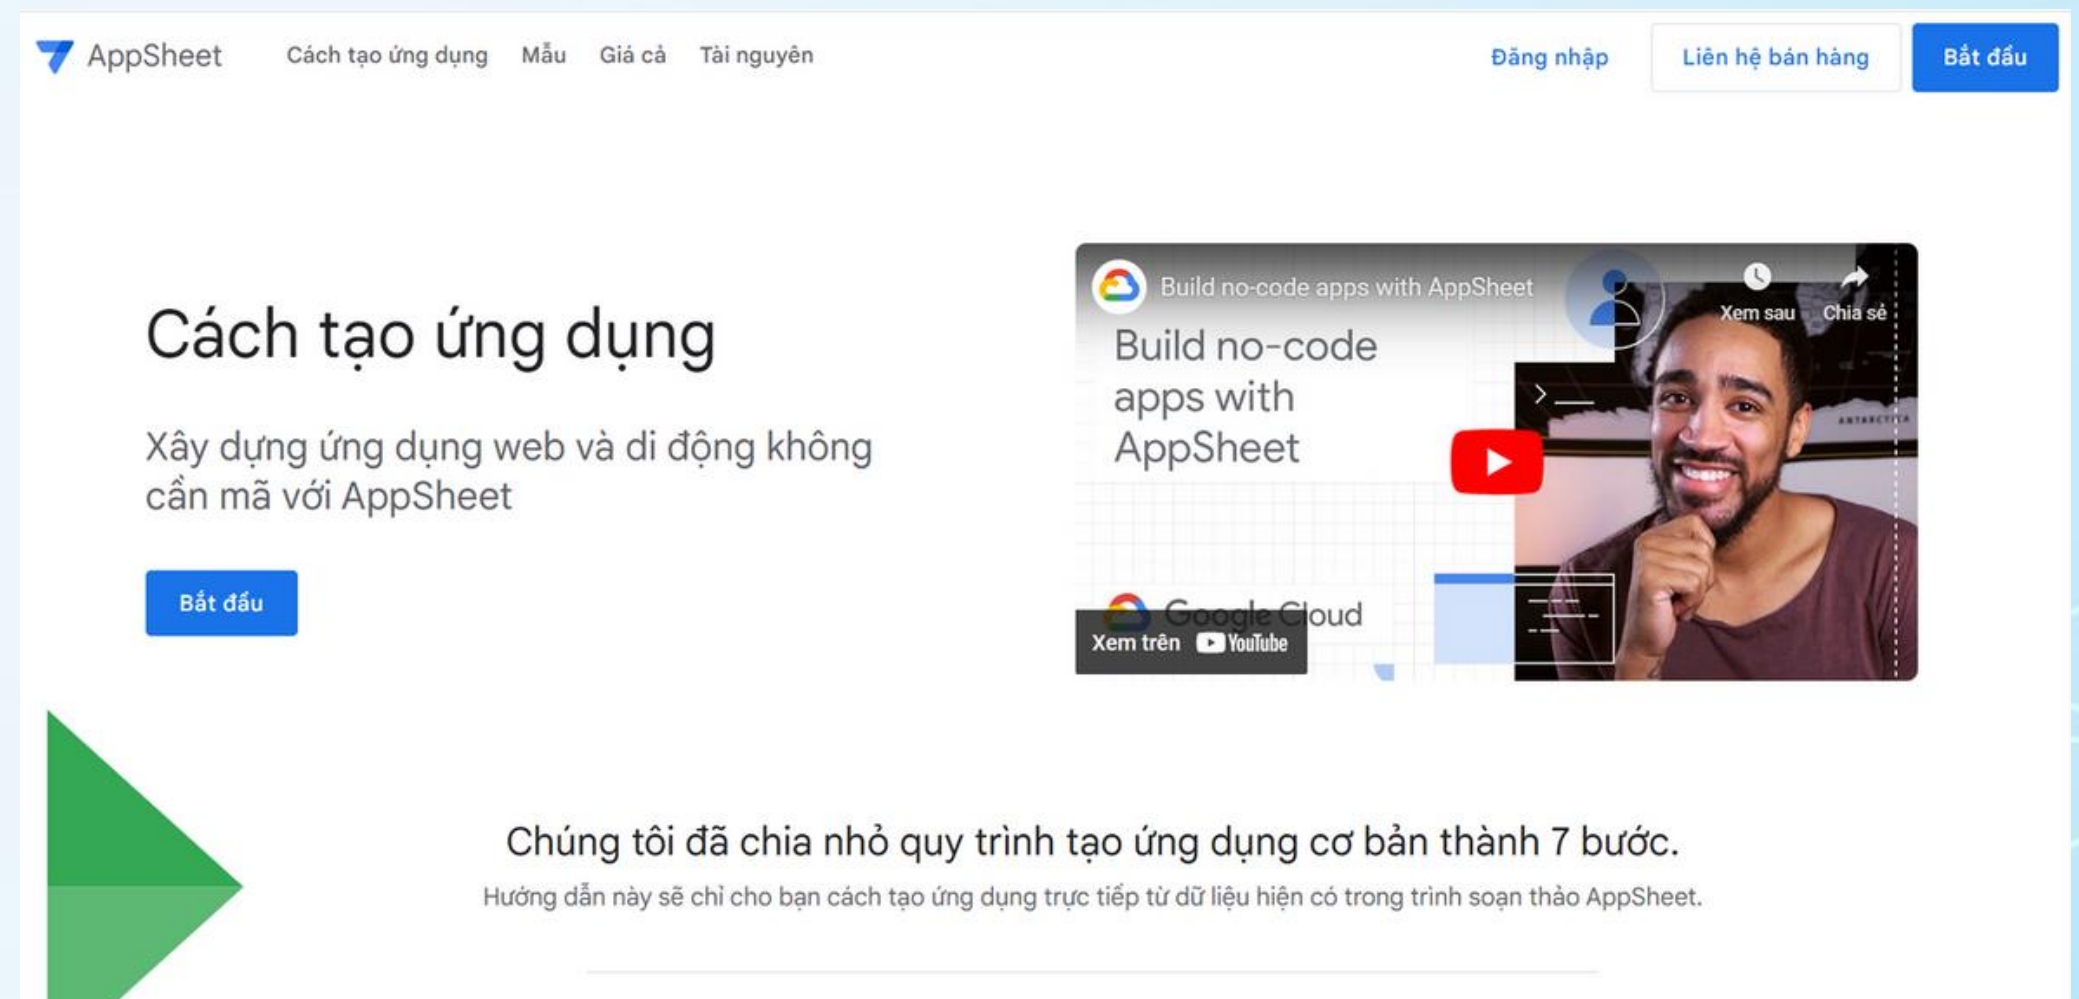 AppSheet Cách tạo ứng dụng Mẫu Giá cả Tài nguyên Đăng nhập Liên hệ bán hàng Bắt đầu
Cách tạo ứng dụng
Xây dựng ứng dụng web và di động không
cần mã với AppSheet
Bắt đầu
Build no-code apps with AppSheet
Xem sau Chia sẻ
Build no-code
apps with
AppSheet
ANTARCTICA
Google Cloud
Xem trên YouTube
Chúng tôi đã chia nhỏ quy trình tạo ứng dụng cơ bản thành 7 bước.
Hướng dẫn này sẽ chỉ cho bạn cách tạo ứng dụng trực tiếp từ dữ liệu hiện có trong trình soạn thảo AppSheet.